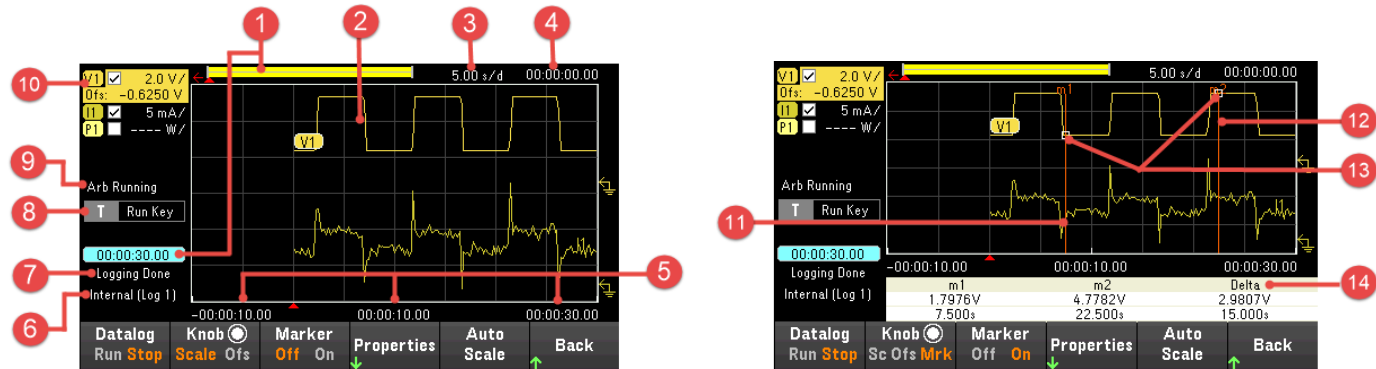 1
2
3
4
V1 2.0 V/ 5.00 s/d 00:00:00.00
10
Ofs: -0.6250 V
I1 5 mA/
P1 ---- W/
V1
9
Arb Running
8
T Run Key
00:00:30.00
7
Logging Done
5
Internal (Log 1)
6
-00:00:10.00 00:00:10.00 00:00:30.00
Datalog Knob Marker Properties Auto Back
Run Stop Scale Ofs Off On Scale
V1 2.0 V/ 5.00 s/d 00:00:00.00
Ofs: -0.6250 V
m1 m2
I1 5 mA/
P1 ---- W/
V1
12
13
Arb Running
T Run Key
11
00:00:30.00
Logging Done
-00:00:10.00 00:00:10.00 00:00:30.00
Internal (Log 1)
m1 m2 Delta
14
1.7976V 4.7782V 2.9807V
7.500s 22.500s 15.000s
Datalog Knob Marker Properties Auto Back
Run Stop Sc Ofs Mrk Off On Scale